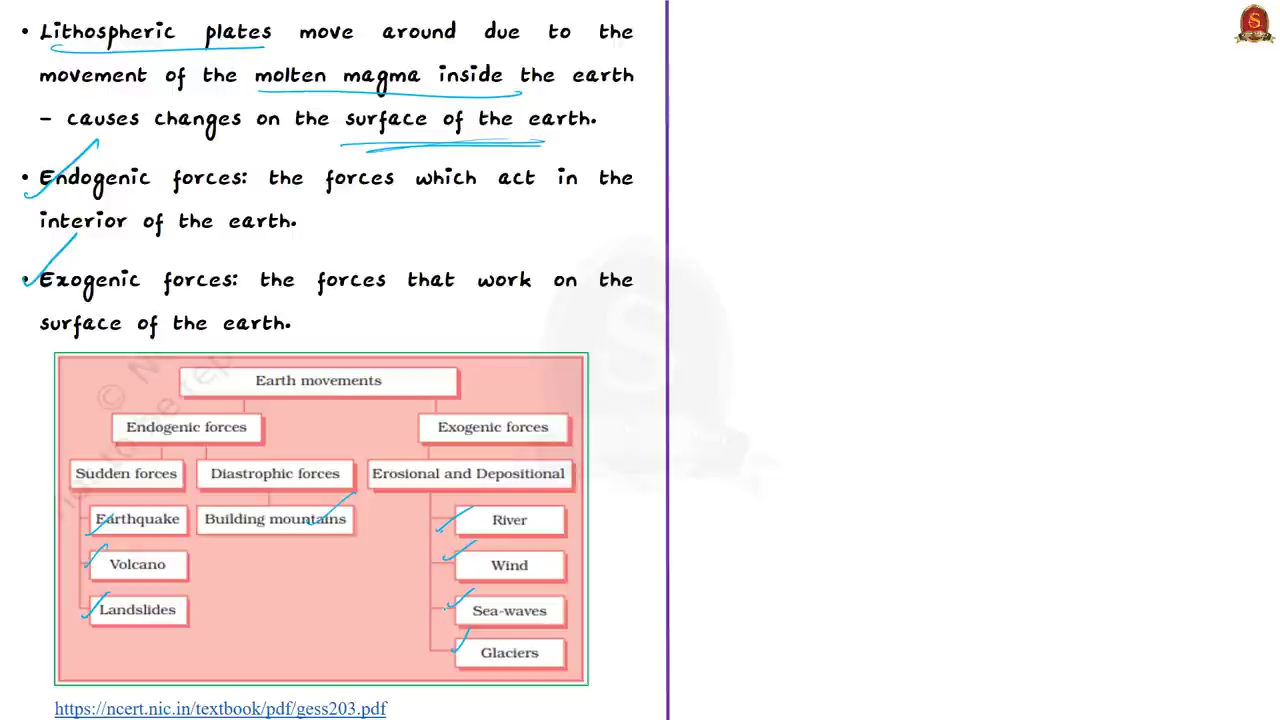 • Lithospheric plates move around due to the
movement of the molten magma inside the earth
– causes changes on the surface of the earth.
• Endogenic forces: the forces which act in the
interior of the earth.
• Exogenic forces: the forces that work on the
surface of the earth.
Earth movements
Endogenic forces
Exogenic forces
Sudden forces
Diastrophic forces
Erosional and Depositional
Earthquake
Building mountains
River
Volcano
Wind
Landslides
Sea-waves
Glaciers
https://ncert.nic.in/textbook/pdf/gess203.pdf